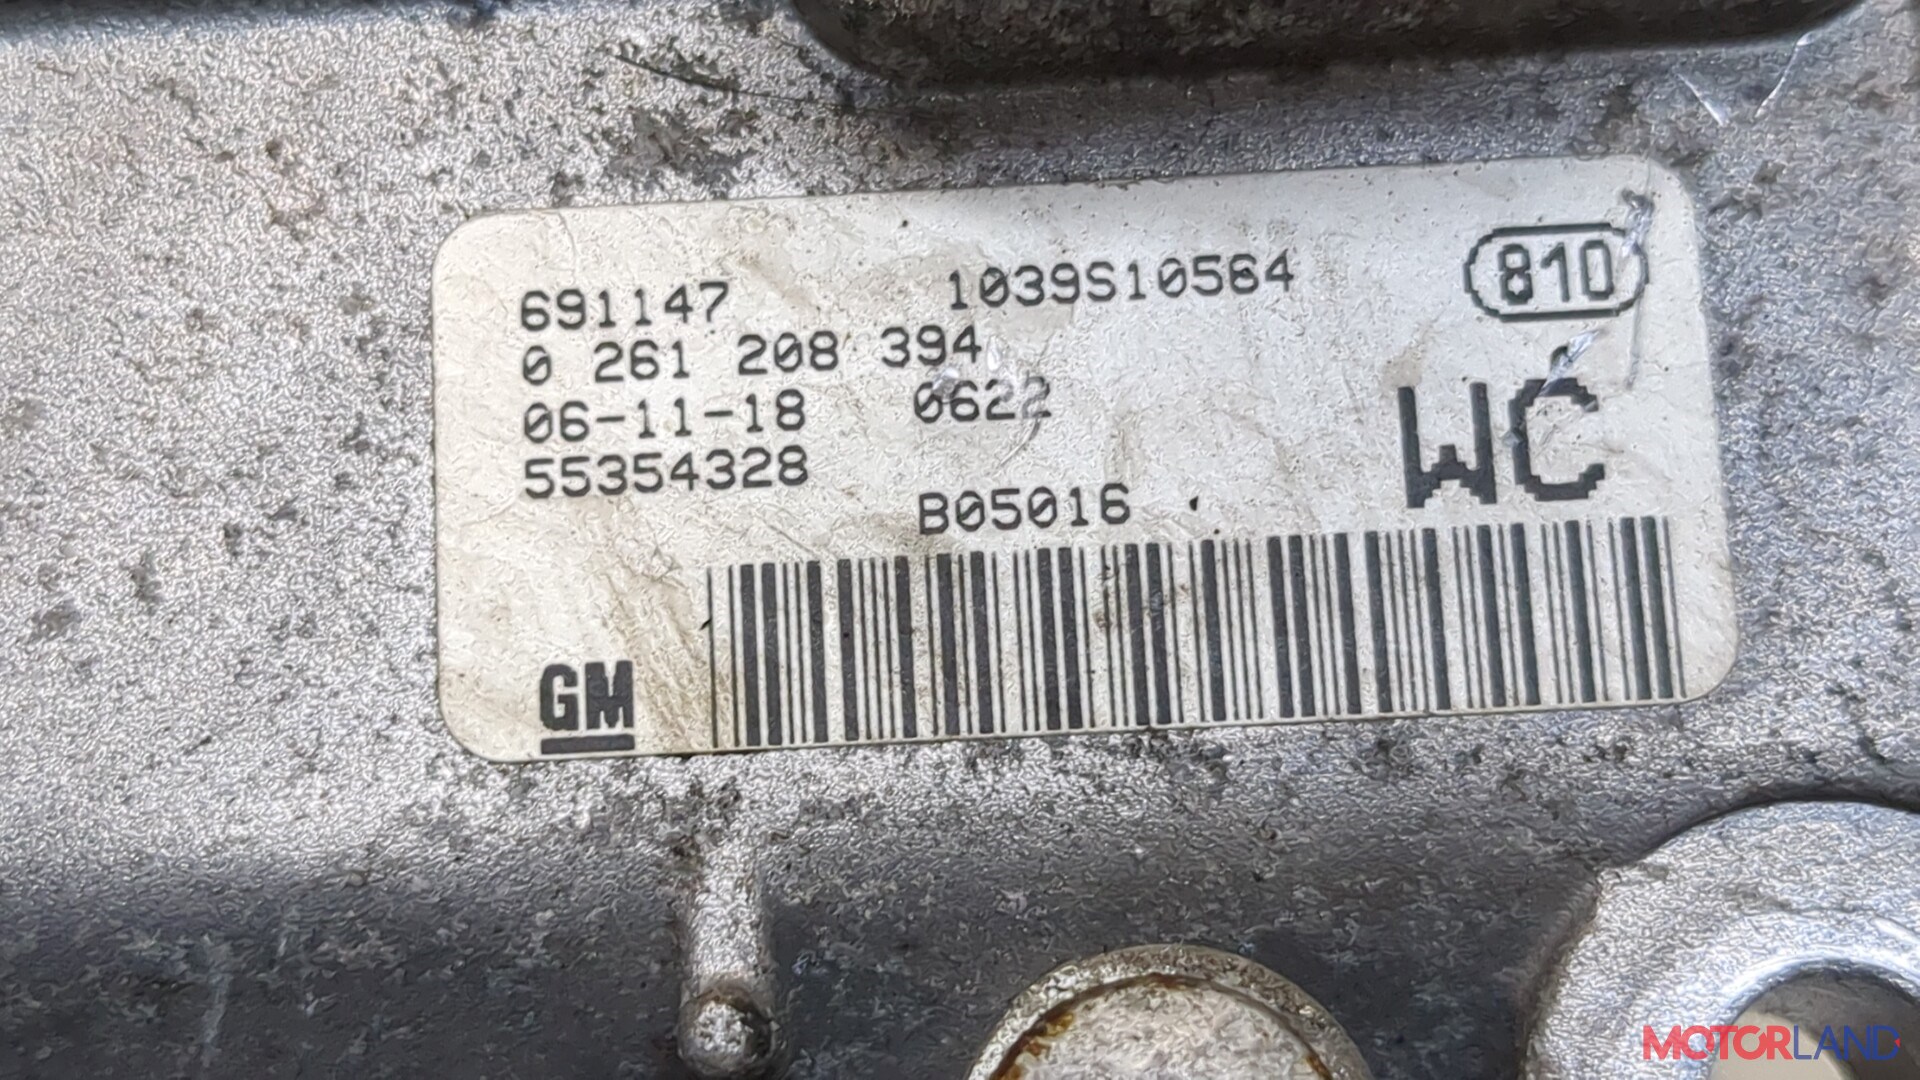 691147 1039S10564 810
0 261 208 394
06-11-18 0622 WC
55354328
B05016
GM
MOTORLAND